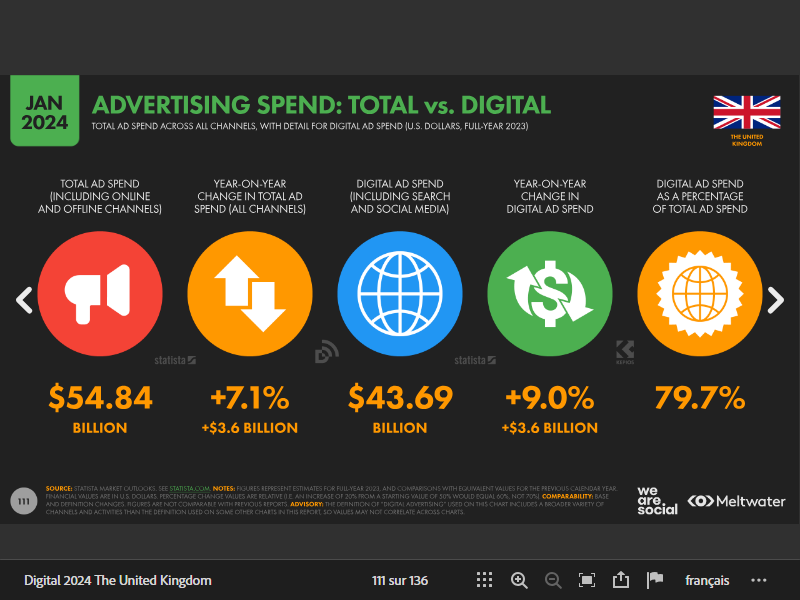 JAN
2024
ADVERTISING SPEND: TOTAL vs. DIGITAL
TOTAL AD SPEND ACROSS ALL CHANNELS, WITH DETAIL FOR DIGITAL AD SPEND (U.S. DOLLARS, FULL-YEAR 2023)
THE UNITED
KINGDOM
TOTAL AD SPEND
(INCLUDING ONLINE
AND OFFLINE CHANNELS)
YEAR-ON-YEAR
CHANGE IN TOTAL AD
SPEND (ALL CHANNELS)
DIGITAL AD SPEND
(INCLUDING SEARCH
AND SOCIAL MEDIA)
YEAR-ON-YEAR
CHANGE IN
DIGITAL AD SPEND
DIGITAL AD SPEND
AS A PERCENTAGE
OF TOTAL AD SPEND
statista
statista
KEPIOS
$54.84
BILLION
+7.1%
+$3.6 BILLION
$43.69
BILLION
+9.0%
+$3.6 BILLION
79.7%
111
SOURCE: STATISTA MARKET OUTLOOKS. SEE STATISTA.COM. NOTES: FIGURES REPRESENT ESTIMATES FOR FULL-YEAR 2023, AND COMPARISONS WITH EQUIVALENT VALUES FOR THE PREVIOUS CALENDAR YEAR.
FINANCIAL VALUES ARE IN U.S. DOLLARS. PERCENTAGE CHANGE VALUES ARE RELATIVE (I.E. AN INCREASE OF 20% FROM A STARTING VALUE OF 50% WOULD EQUAL 60%, NOT 70%). COMPARABILITY: BASE
AND DEFINITION CHANGES. FIGURES ARE NOT COMPARABLE WITH PREVIOUS REPORTS. ADVISORY: THE DEFINITION OF "DIGITAL ADVERTISING" USED ON THIS CHART INCLUDES A BROADER VARIETY OF
CHANNELS AND ACTIVITIES THAN THE DEFINITION USED ON SOME OTHER CHARTS IN THIS REPORT, SO VALUES MAY NOT CORRELATE ACROSS CHARTS.
we
are.
social
Meltwater
Digital 2024 The United Kingdom
111 sur 136
français